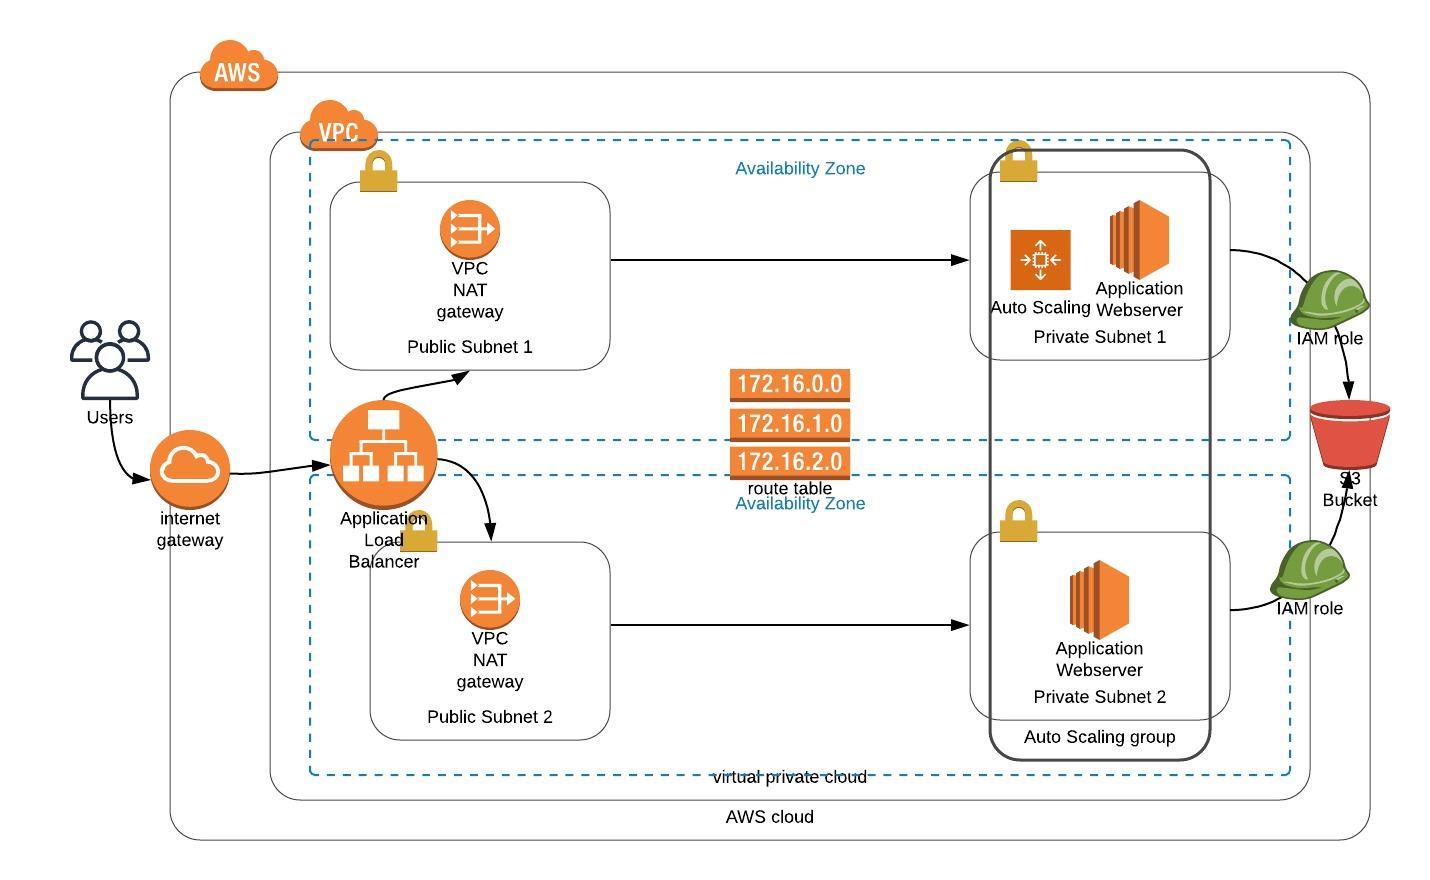 AWS
VPC
Availability Zone
VPC
NAT
gateway
Public Subnet 1
Auto Scaling
Application
Webserver
Private Subnet 1
IAM role
Users
172.16.0.0
172.16.1.0
172.16.2.0
route table
Availability Zone
internet
gateway
Application
Load
Balancer
S3
Bucket
VPC
NAT
gateway
Public Subnet 2
Application
Webserver
Private Subnet 2
IAM role
Auto Scaling group
virtual private cloud
AWS cloud